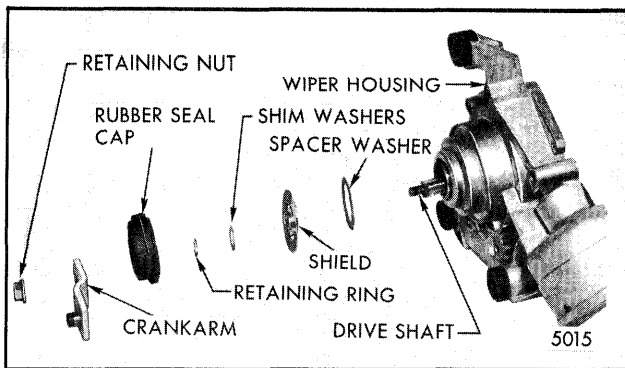 RETAINING NUT
WIPER HOUSING
RUBBER SEAL
CAP
SHIM WASHERS
SPACER WASHER
SHIELD
RETAINING RING
CRANKARM
DRIVE SHAFT
5015